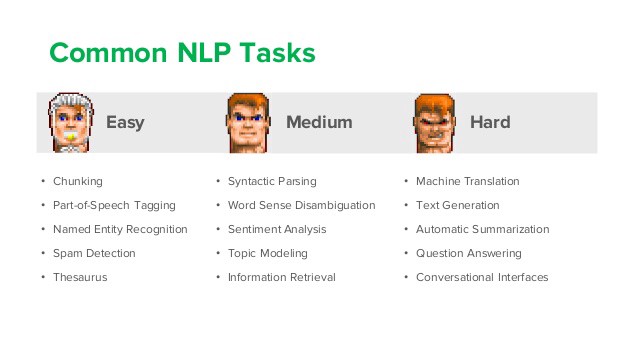 Common NLP Tasks
Easy
Medium
Hard
• Chunking
• Part-of-Speech Tagging
• Named Entity Recognition
• Spam Detection
• Thesaurus
• Syntactic Parsing
• Word Sense Disambiguation
• Sentiment Analysis
• Topic Modeling
• Information Retrieval
• Machine Translation
• Text Generation
• Automatic Summarization
• Question Answering
• Conversational Interfaces